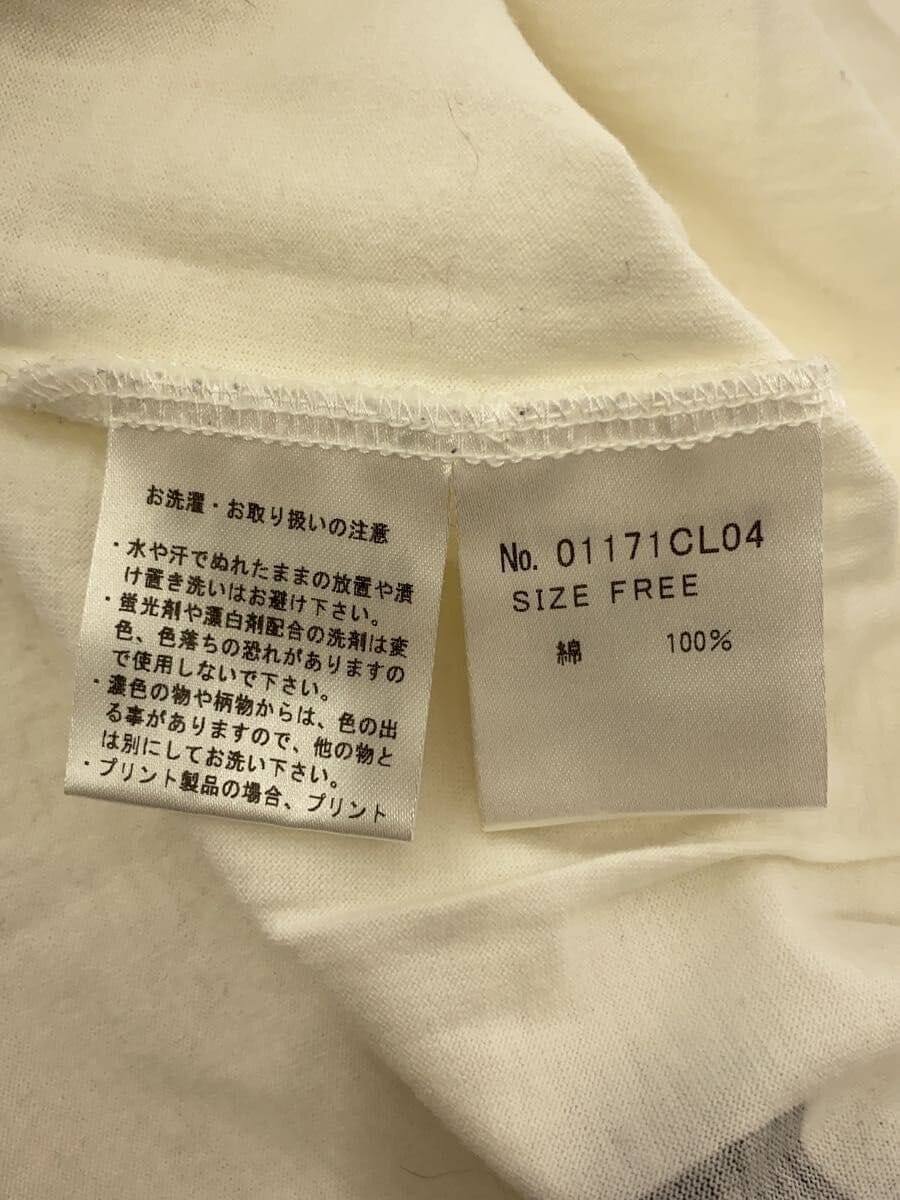 お洗濯・お取り扱いの注意
・水や汗でぬれたままの放置や漬
け置き洗いはお避け下さい。
・蛍光剤や漂白剤配合の洗剤は変
色、色落ちの恐れがありますの
で使用しないで下さい。
・濃色の物や柄物からは、色の出
る事がありますので、他の物と
は別にしてお洗い下さい。
・プリント製品の場合、プリント
No. 01171CL04
SIZE FREE
綿 100%